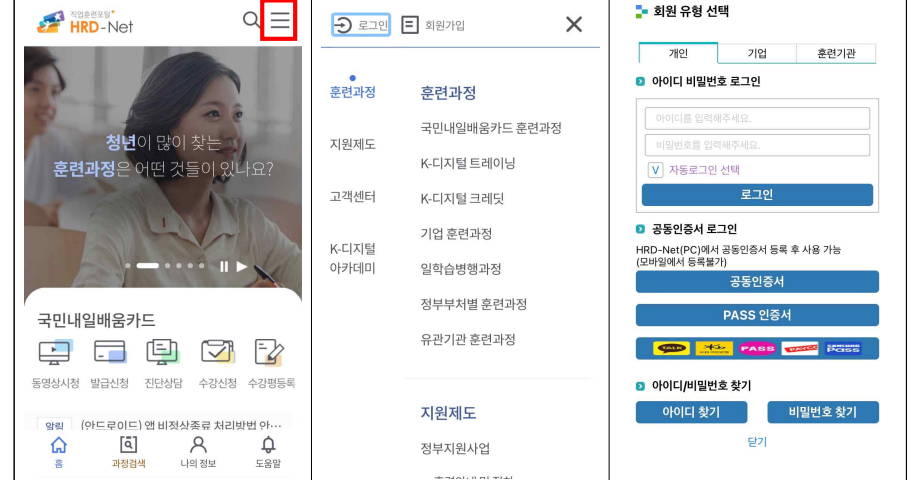 직업훈련포털
HRD-Net
청년이 많이 찾는
훈련과정은 어떤 것들이 있나요?
국민내일배움카드
동영상시청 발급신청 진단상담 수강신청 수강평등록
알림 (안드로이드) 앱 비정상종료 처리방법 안…
홈 과정검색 나의 정보 도움말
로그인 회원가입
훈련과정
지원제도
고객센터
K-디지털
아카데미
훈련과정
국민내일배움카드 훈련과정
K-디지털 트레이닝
K-디지털 크레딧
기업 훈련과정
일학습병행과정
정부부처별 훈련과정
유관기관 훈련과정
지원제도
정부지원사업
회원 유형 선택
개인 기업 훈련기관
아이디 비밀번호 로그인
아이디를 입력해주세요.
비밀번호를 입력해주세요.
V 자동로그인 선택
로그인
공동인증서 로그인
HRD-Net(PC)에서 공동인증서 등록 후 사용 가능
(모바일에서 등록불가)
공동인증서
PASS 인증서
TALK PASS PAYCO SAMSUNG PASS
아이디/비밀번호 찾기
아이디 찾기 비밀번호 찾기
닫기